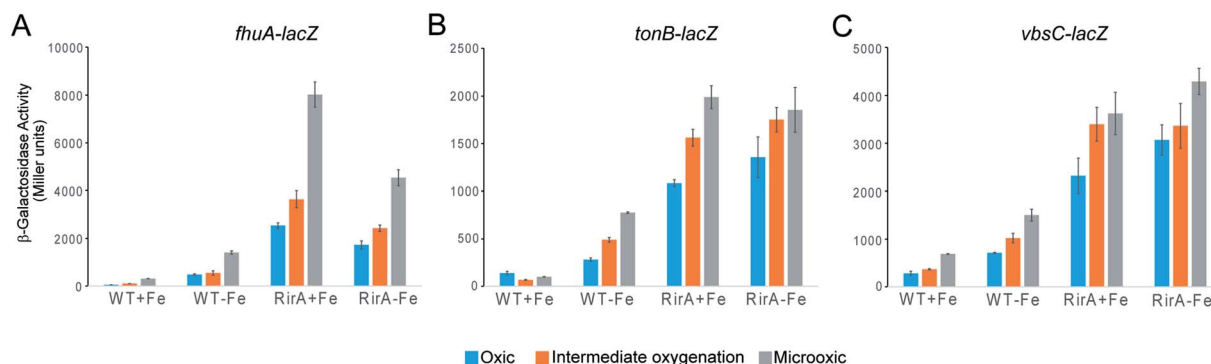 A
fhuA-lacZ
β-Galactosidase Activity
(Miller units)
10000
8000
6000
4000
2000
0
WT+Fe WT-Fe RirA+Fe RirA-Fe
B
tonB-lacZ
2500
2000
1500
1000
500
0
WT+Fe WT-Fe RirA+Fe RirA-Fe
C
vbsC-lacZ
5000
4000
3000
2000
1000
0
WT+Fe WT-Fe RirA+Fe RirA-Fe
Oxic Intermediate oxygenation Microoxic